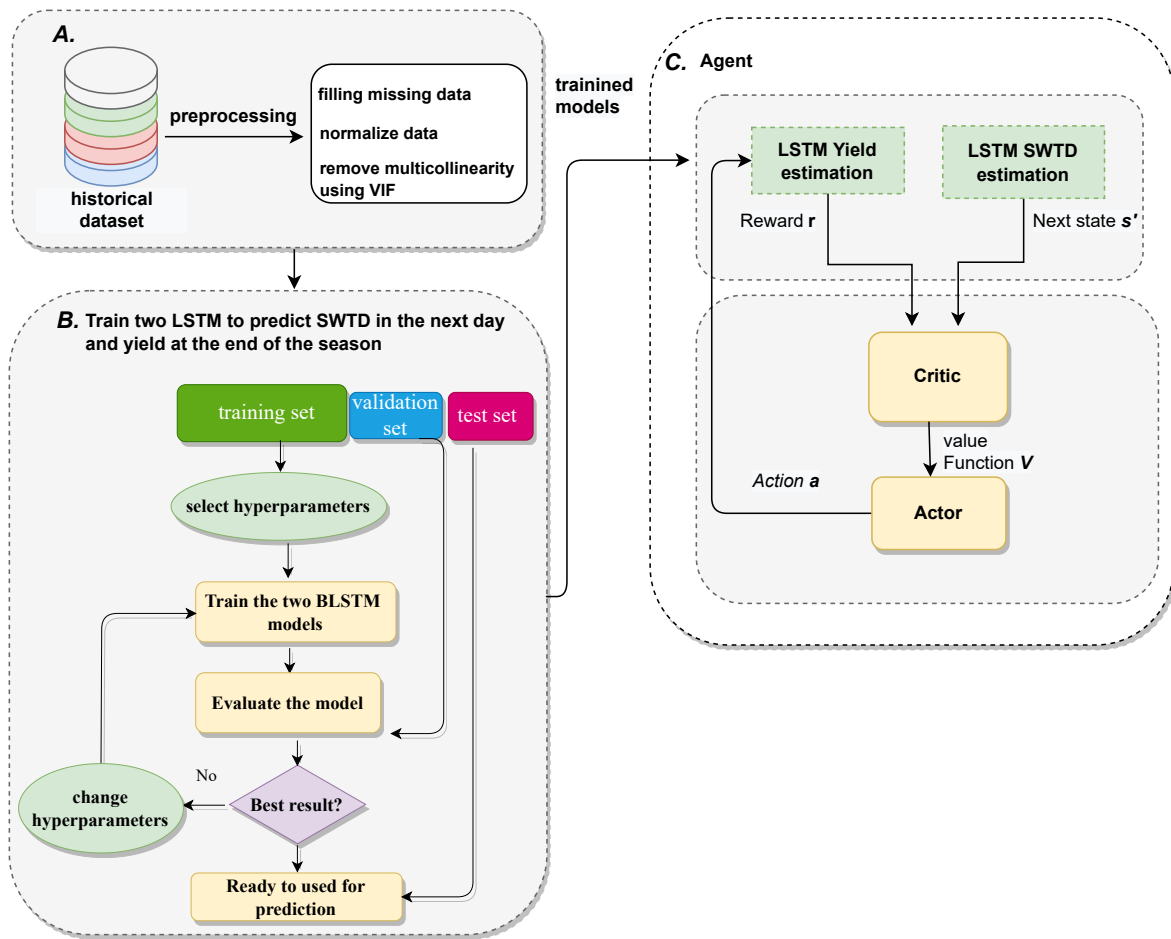 A.
historical
dataset
preprocessing
filling missing data
normalize data
remove multicollinearity
using VIF
trainined
models
B. Train two LSTM to predict SWTD in the next day
and yield at the end of the season
training set
validation
set
test set
select hyperparameters
Train the two BLSTM
models
Evaluate the model
Best result?
No
change
hyperparameters
Ready to used for
prediction
C. Agent
LSTM Yield
estimation
LSTM SWTD
estimation
Reward r
Next state s'
Critic
value
Function V
Action a
Actor